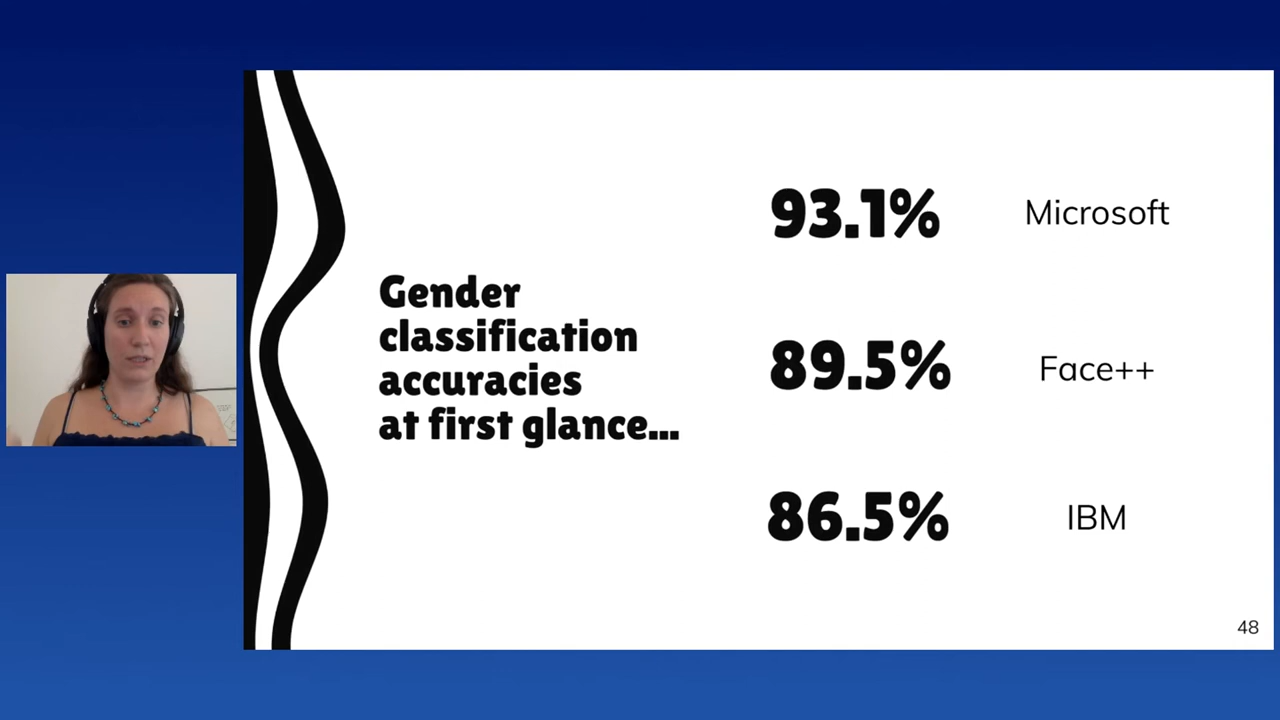 Gender
classification
accuracies
at first glance...
93.1% Microsoft
89.5% Face++
86.5% IBM
48